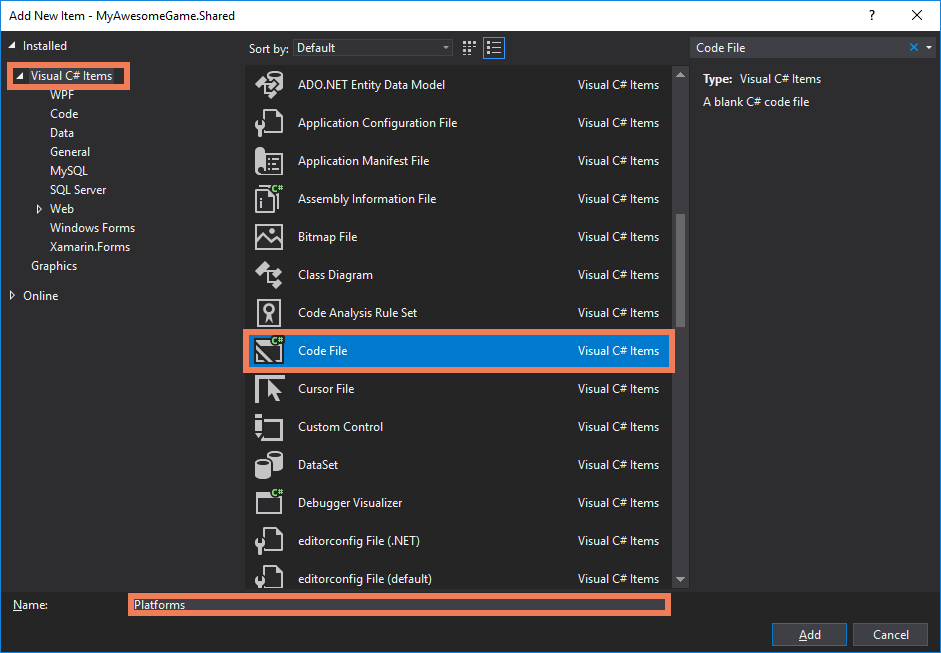 Add New Item - MyAwesomeGame.Shared
?
Installed
Sort by: Default
Code File
Visual C# Items
WPF
Code
Data
General
MySQL
SQL Server
Web
Windows Forms
Xamarin.Forms
Graphics
Online
ADO.NET Entity Data Model Visual C# Items
Application Configuration File Visual C# Items
Application Manifest File Visual C# Items
C#
Assembly Information File Visual C# Items
Bitmap File Visual C# Items
Class Diagram Visual C# Items
Code Analysis Rule Set Visual C# Items
C#
Code File Visual C# Items
Cursor File Visual C# Items
Custom Control Visual C# Items
DataSet Visual C# Items
C#
Debugger Visualizer Visual C# Items
editorconfig File (.NET) Visual C# Items
editorconfig File (default) Visual C# Items
Type: Visual C# Items
A blank C# code file
Name: Platforms
Add Cancel